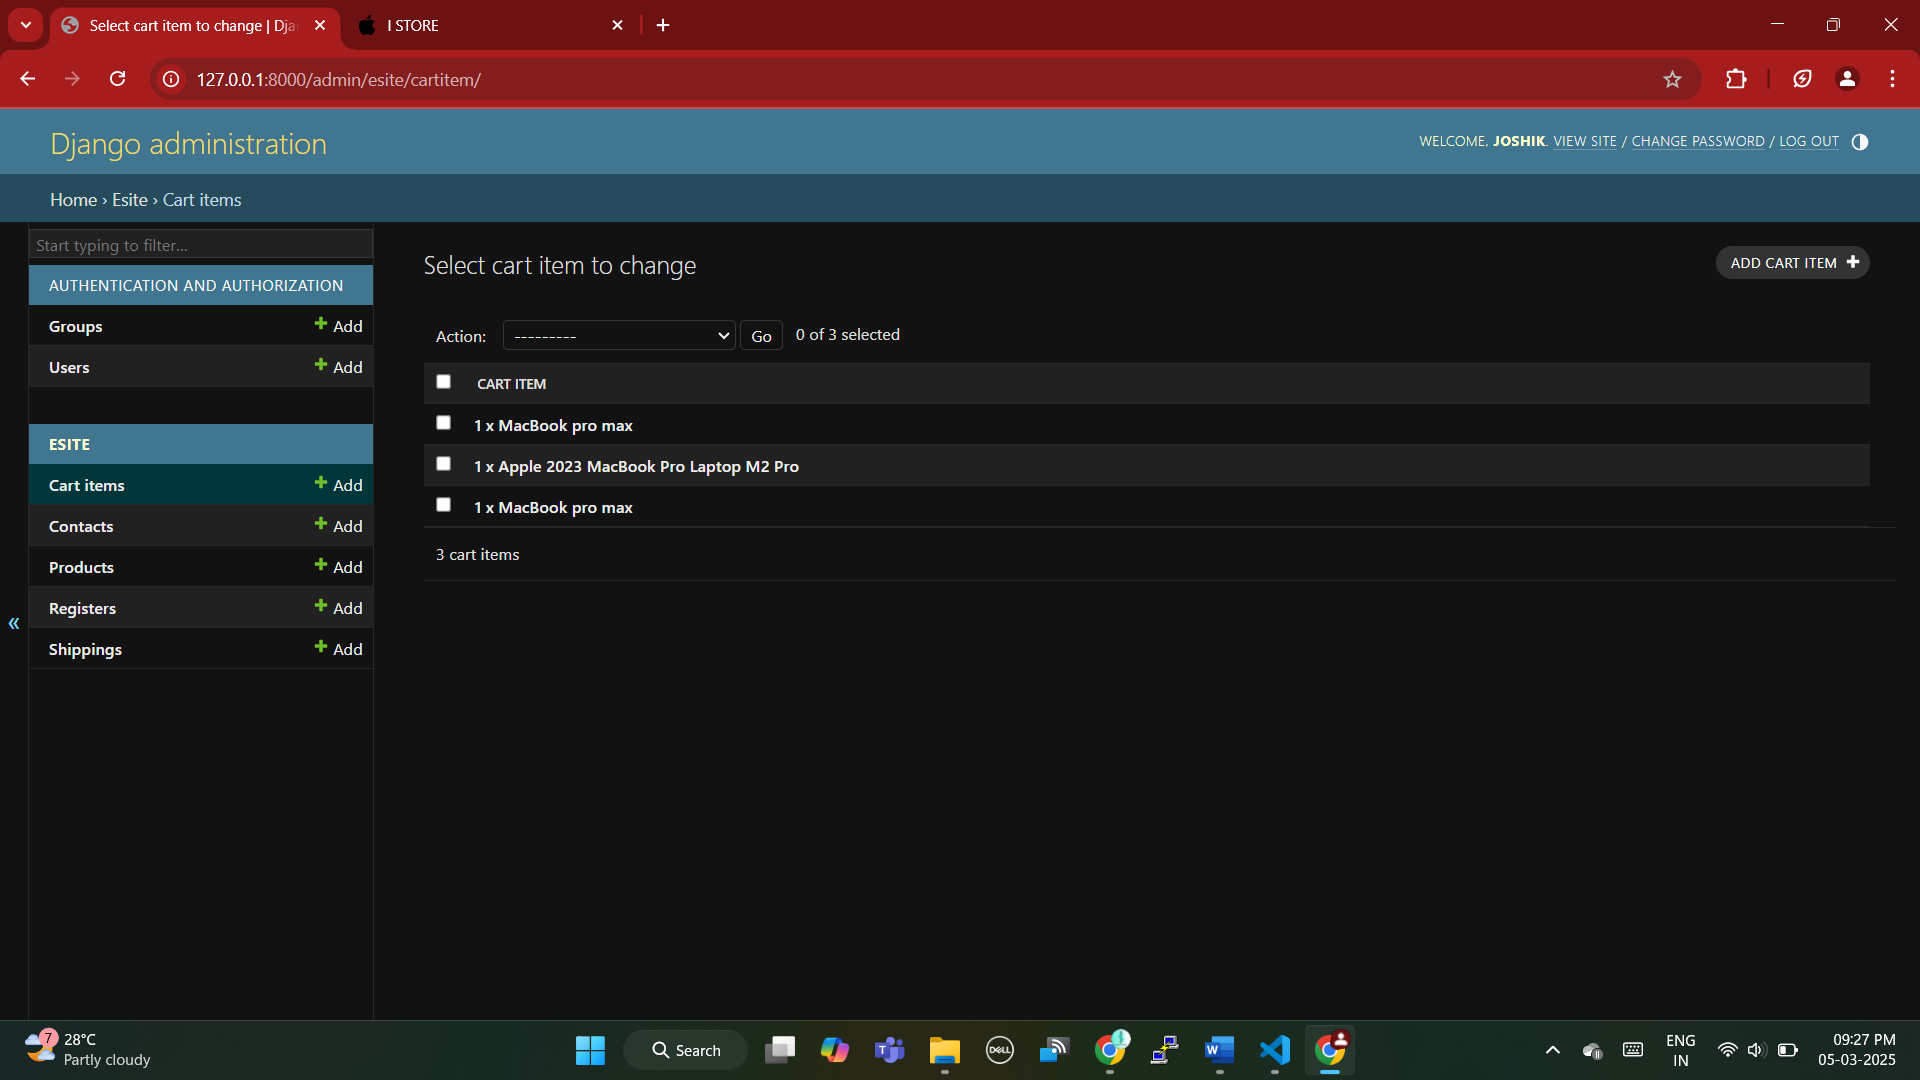 Select cart item to change | Dja
I STORE
127.0.0.1:8000/admin/esite/cartitem/
Django administration
WELCOME, JOSHIK. VIEW SITE / CHANGE PASSWORD / LOG OUT
Home › Esite › Cart items
Start typing to filter...
AUTHENTICATION AND AUTHORIZATION
Groups + Add
Users + Add
ESITE
Cart items + Add
Contacts + Add
Products + Add
Registers + Add
Shippings + Add
«
Select cart item to change
ADD CART ITEM +
Action: --------- Go 0 of 3 selected
CART ITEM
1 x MacBook pro max
1 x Apple 2023 MacBook Pro Laptop M2 Pro
1 x MacBook pro max
3 cart items
7
28°C
Partly cloudy
Search
DELL
ENG
IN
09:27 PM
05-03-2025